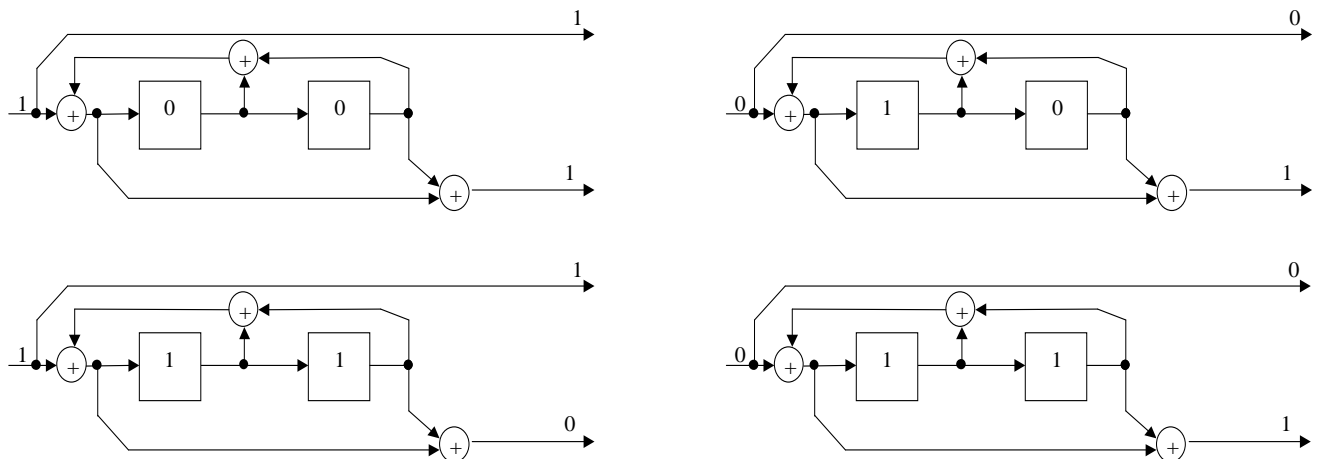 1
1 + 0 + 0 + 1
0
0 + 1 + 0 + 1
1
1 + 1 + 1 + 0
0
0 + 1 + 1 + 1